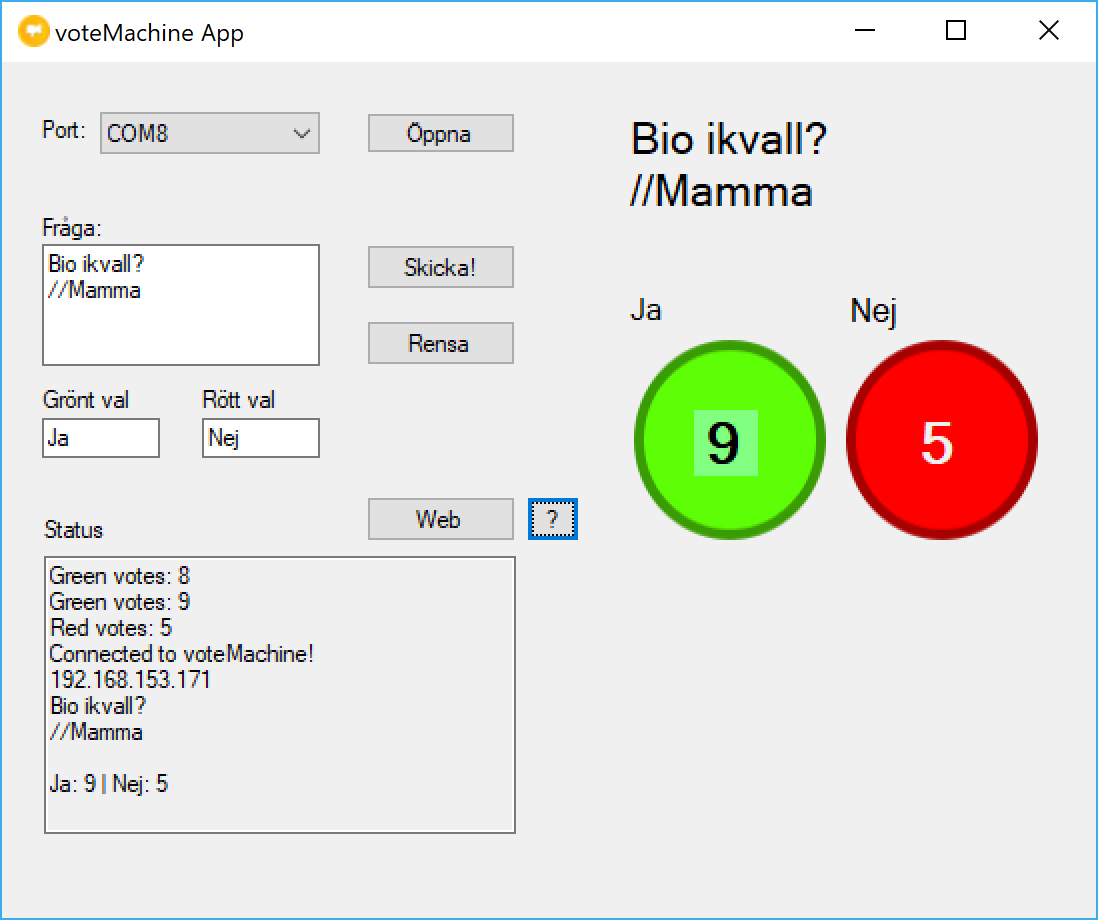 voteMachine App
Port:
COM8
Öppna
Fråga:
Bio ikvall?
//Mamma
Skicka!
Rensa
Grönt val
Rött val
Ja
Nej
Status
Web
?
Green votes: 8
Green votes: 9
Red votes: 5
Connected to voteMachine!
192.168.153.171
Bio ikvall?
//Mamma
Ja: 9 | Nej: 5
Bio ikvall?
//Mamma
Ja
Nej
9
5